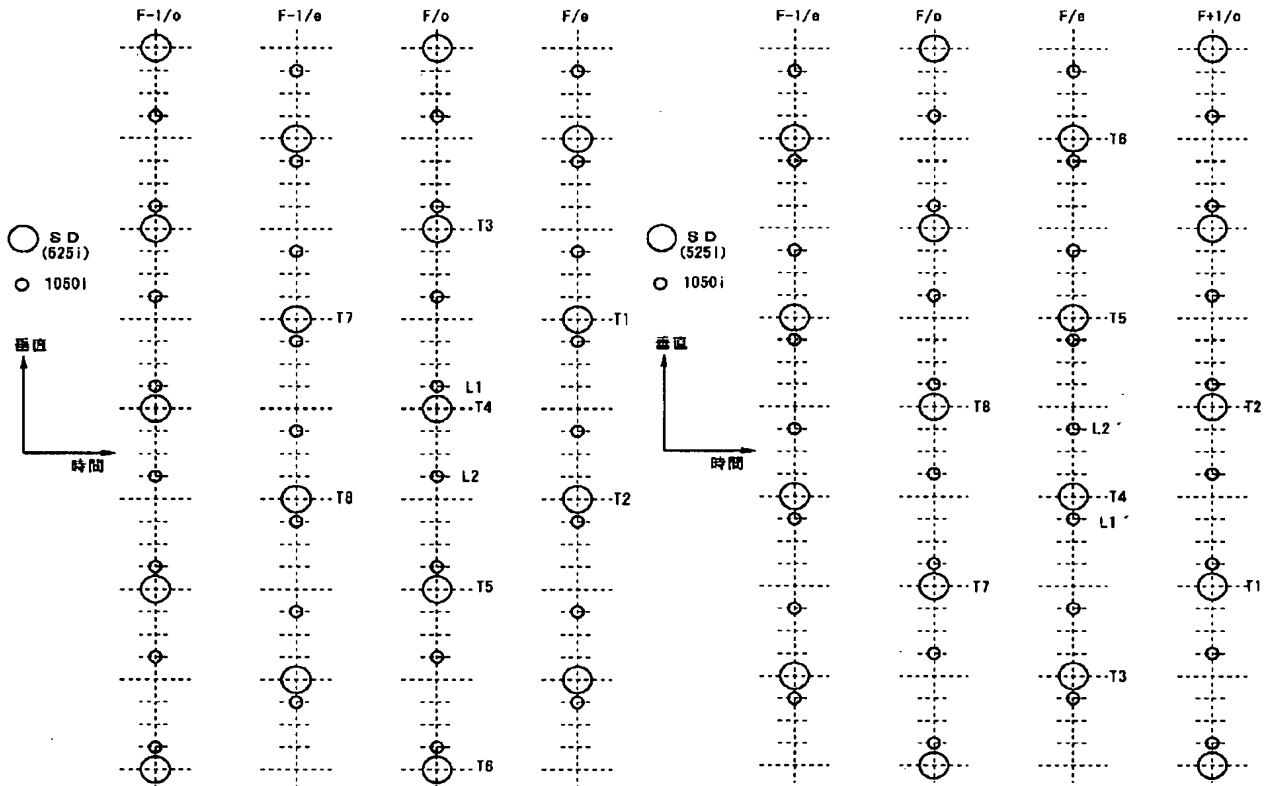 F-1/o F-1/e F/o F/e
T3
SD
(525i)
1050i
T7 T1
垂直
L1
T4
時間
L2
T8 T2
T5
T6
F-1/e F/o F/e F+1/o
T6
SD
(525i)
1050i
T5
垂直
T8 T2
L2´
時間
T4
L1´
T7 T1
T3